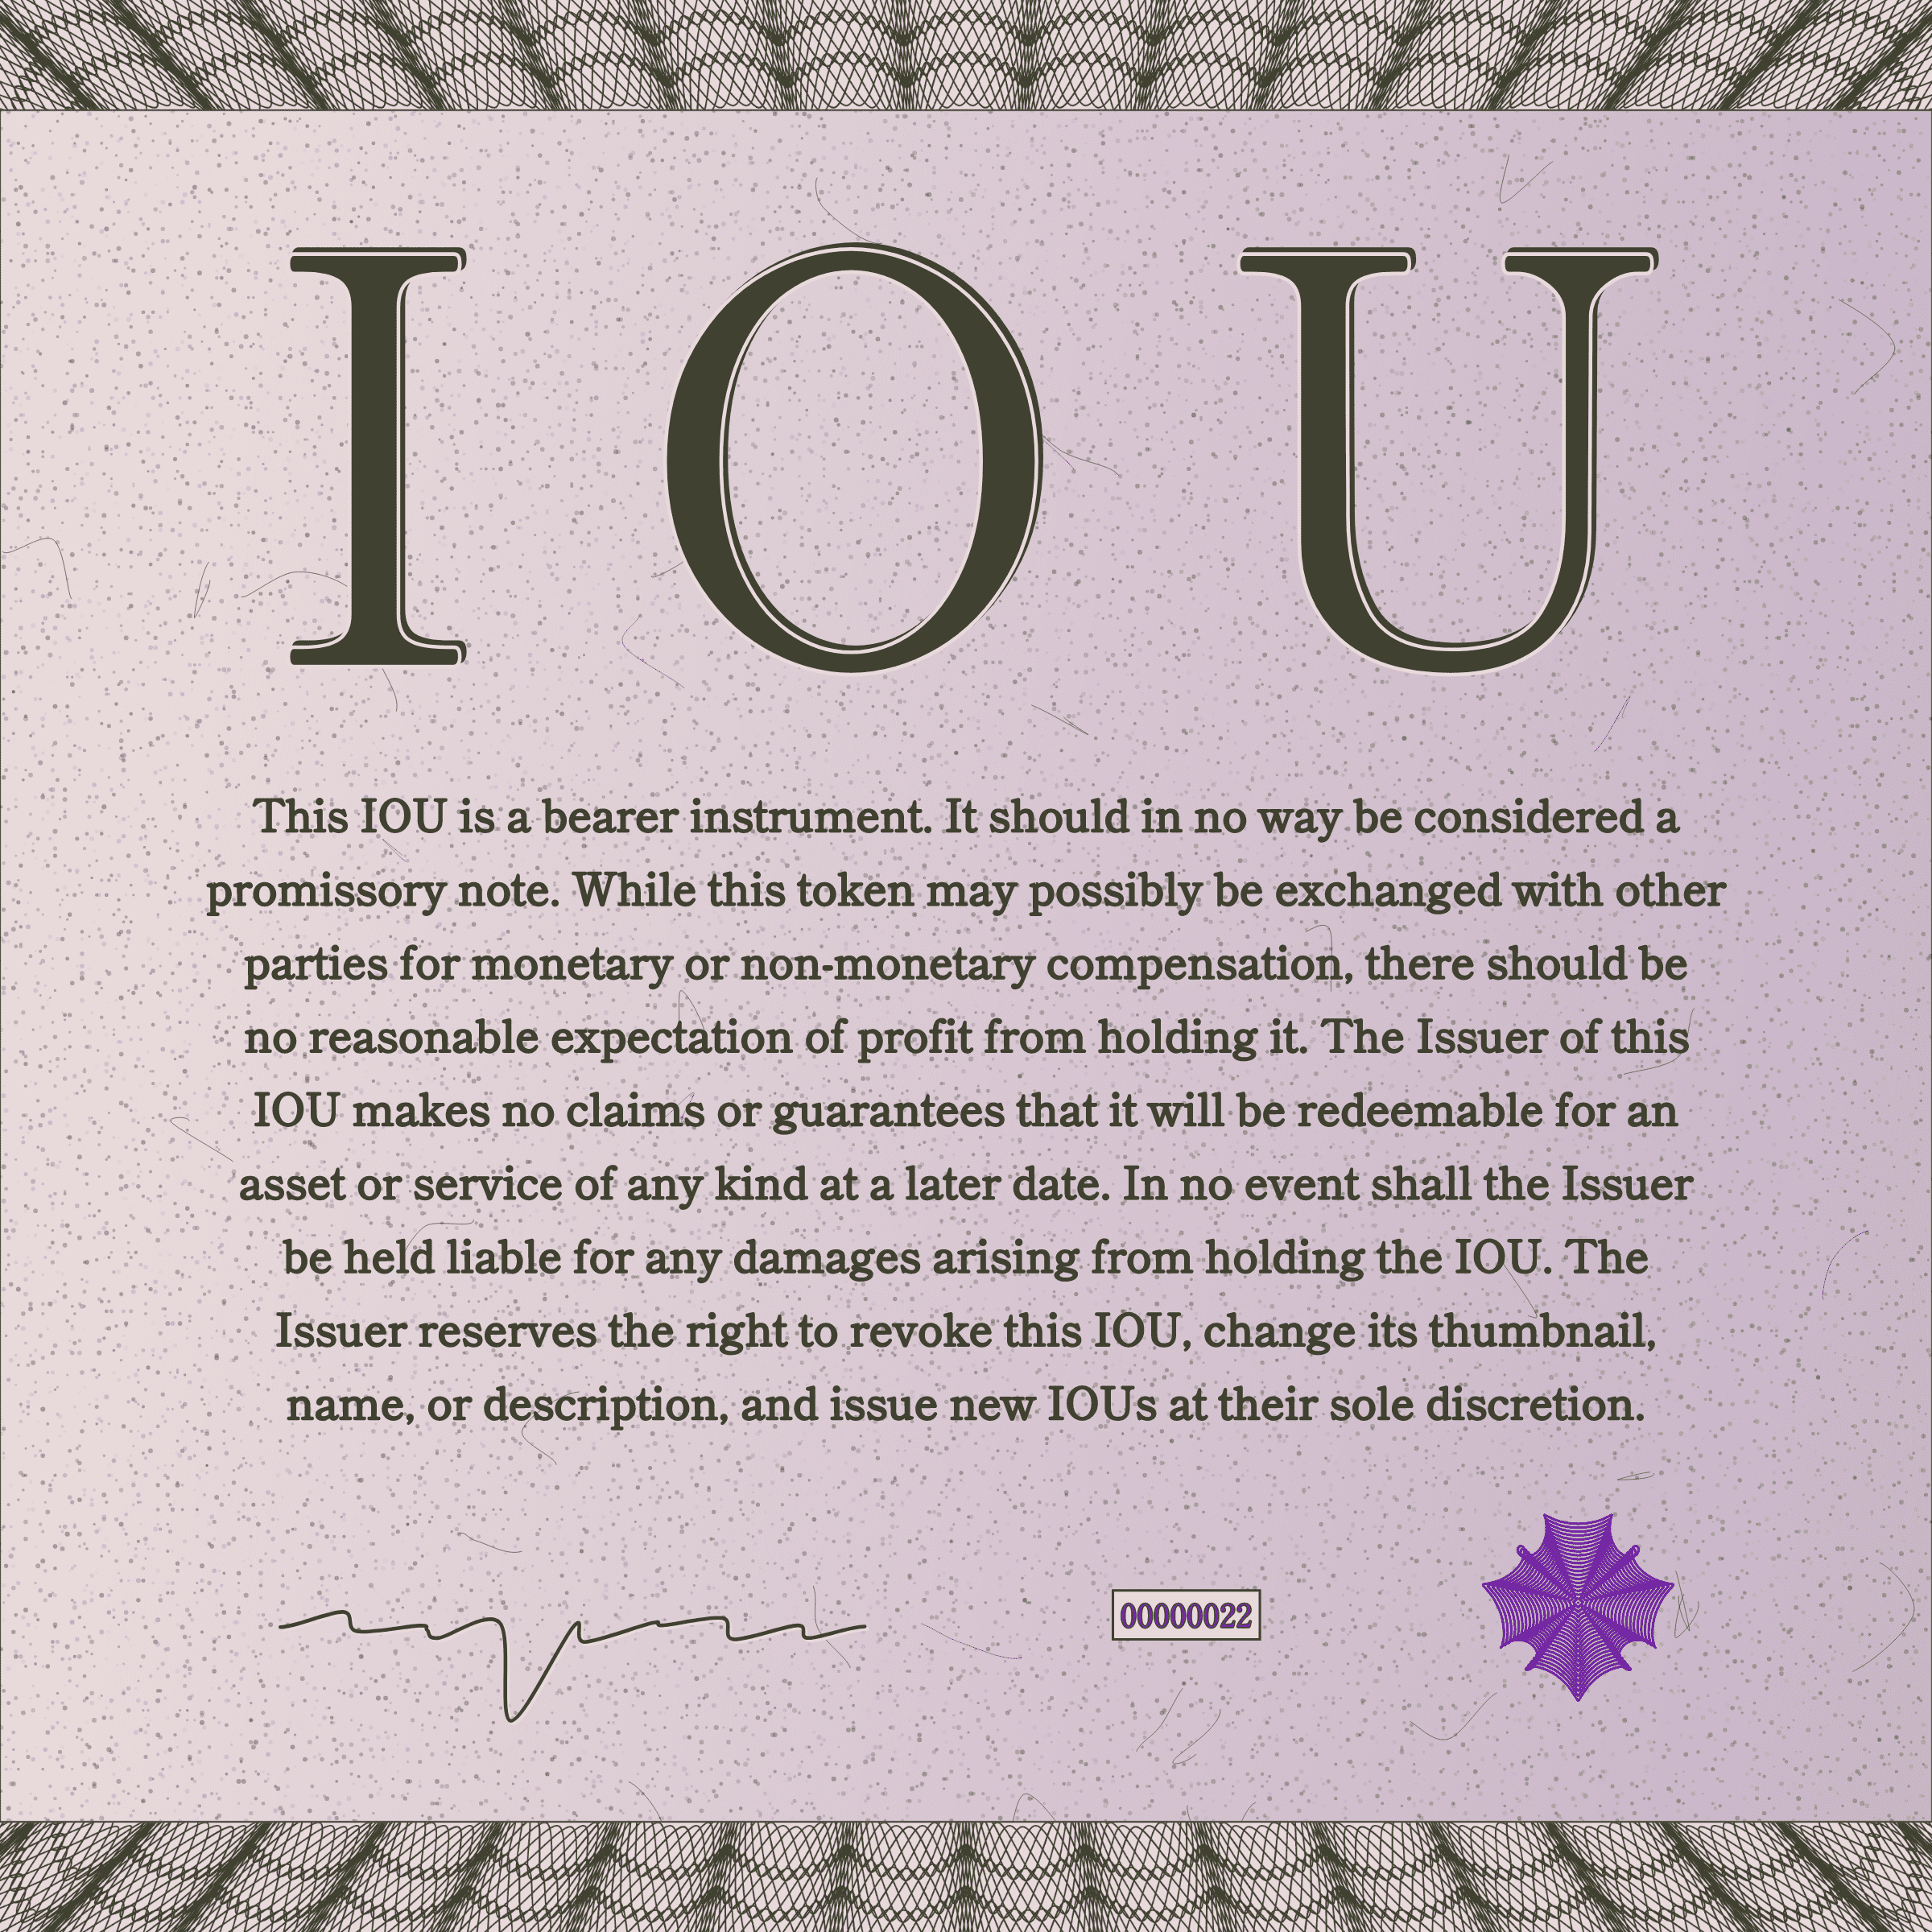 I O U
This IOU is a bearer instrument. It should in no way be considered a
promissory note. While this token may possibly be exchanged with other
parties for monetary or non-monetary compensation, there should be
no reasonable expectation of profit from holding it. The Issuer of this
IOU makes no claims or guarantees that it will be redeemable for an
asset or service of any kind at a later date. In no event shall the Issuer
be held liable for any damages arising from holding the IOU. The
Issuer reserves the right to revoke this IOU, change its thumbnail,
name, or description, and issue new IOUs at their sole discretion.
00000022